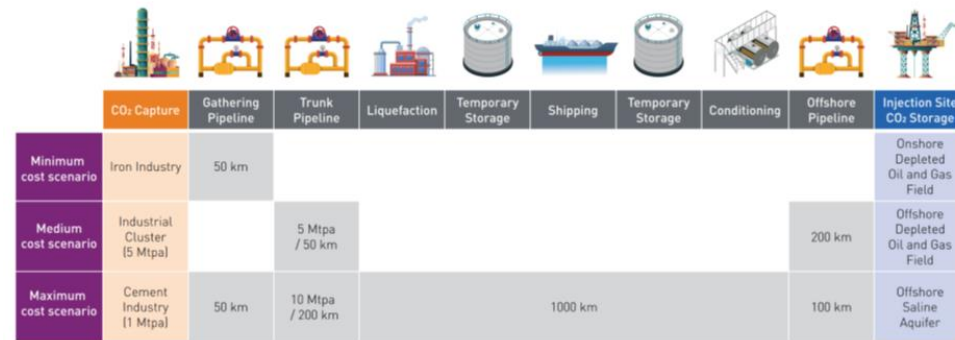 CO₂ Capture
Gathering
Pipeline
Trunk
Pipeline
Liquefaction
Temporary
Storage
Shipping
Temporary
Storage
Conditioning
Offshore
Pipeline
Injection Site
CO₂ Storage
Minimum
cost scenario
Iron Industry
50 km
Onshore
Depleted
Oil and Gas
Field
Medium
cost scenario
Industrial
Cluster
(5 Mtpa)
5 Mtpa
/ 50 km
200 km
Offshore
Depleted
Oil and Gas
Field
Maximum
cost scenario
Cement
Industry
(1 Mtpa)
50 km
10 Mtpa
/ 200 km
1000 km
100 km
Offshore
Saline
Aquifer